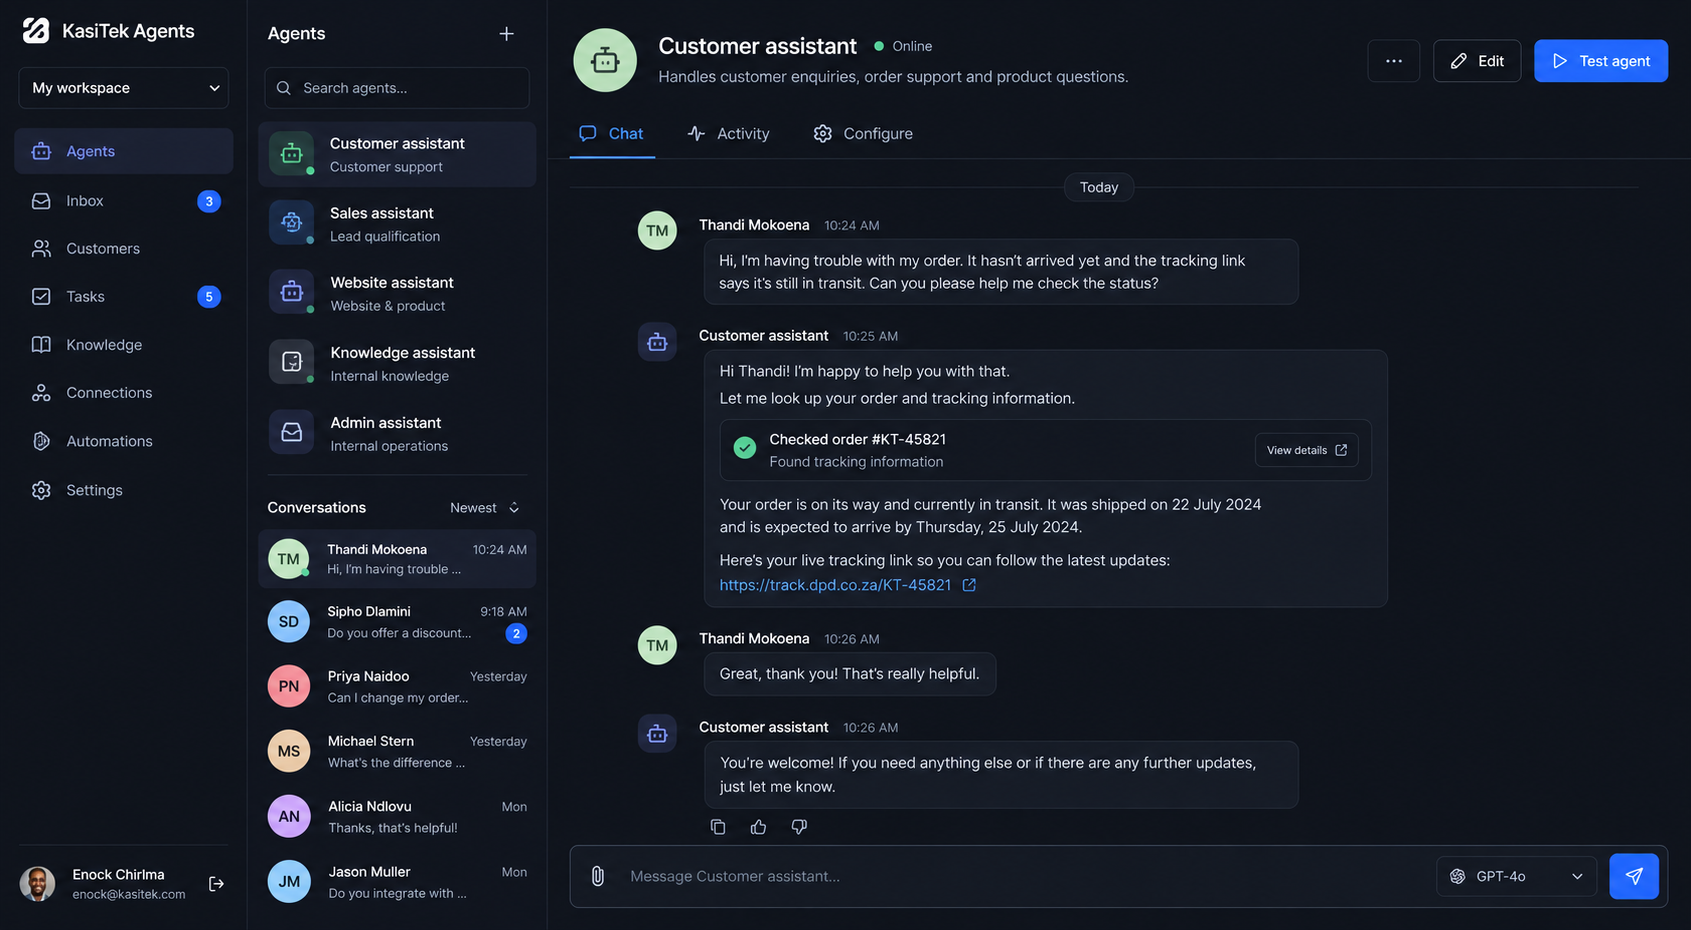 KasiTek Agents
My workspace
Agents
Inbox
3
Customers
Tasks
5
Knowledge
Connections
Automations
Settings
Enock Chirlma
enock@kasitek.com
Agents
Search agents...
Customer assistant
Customer support
Sales assistant
Lead qualification
Website assistant
Website & product
Knowledge assistant
Internal knowledge
Admin assistant
Internal operations
Conversations
Newest
TM
Thandi Mokoena
10:24 AM
Hi, I'm having trouble ...
SD
Sipho Dlamini
9:18 AM
Do you offer a discount...
2
PN
Priya Naidoo
Yesterday
Can I change my order...
MS
Michael Stern
Yesterday
What's the difference ...
AN
Alicia Ndlovu
Mon
Thanks, that's helpful!
JM
Jason Muller
Mon
Do you integrate with ...
Customer assistant
Online
Handles customer enquiries, order support and product questions.
Edit
Test agent
Chat
Activity
Configure
Today
TM
Thandi Mokoena
10:24 AM
Hi, I'm having trouble with my order. It hasn't arrived yet and the tracking link
says it's still in transit. Can you please help me check the status?
Customer assistant
10:25 AM
Hi Thandi! I'm happy to help you with that.
Let me look up your order and tracking information.
Checked order #KT-45821
Found tracking information
View details
Your order is on its way and currently in transit. It was shipped on 22 July 2024
and is expected to arrive by Thursday, 25 July 2024.
Here's your live tracking link so you can follow the latest updates:
https://track.dpd.co.za/KT-45821
TM
Thandi Mokoena
10:26 AM
Great, thank you! That's really helpful.
Customer assistant
10:26 AM
You're welcome! If you need anything else or if there are any further updates,
just let me know.
Message Customer assistant...
GPT-4o